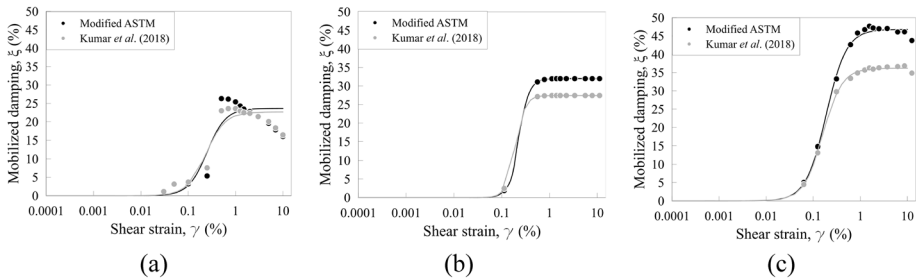 Modified ASTM
Kumar et al. (2018)
Mobilized damping, ξ (%)
50
45
40
35
30
25
20
15
10
5
0
0.0001 0.001 0.01 0.1 1 10
Shear strain, γ (%)
(a)
Modified ASTM
Kumar et al. (2018)
Mobilized damping, ξ (%)
50
45
40
35
30
25
20
15
10
5
0
0.0001 0.001 0.01 0.1 1 10
Shear strain, γ (%)
(b)
Modified ASTM
Kumar et al. (2018)
Mobilized damping, ξ (%)
50
45
40
35
30
25
20
15
10
5
0
0.0001 0.001 0.01 0.1 1 10
Shear strain, γ (%)
(c)